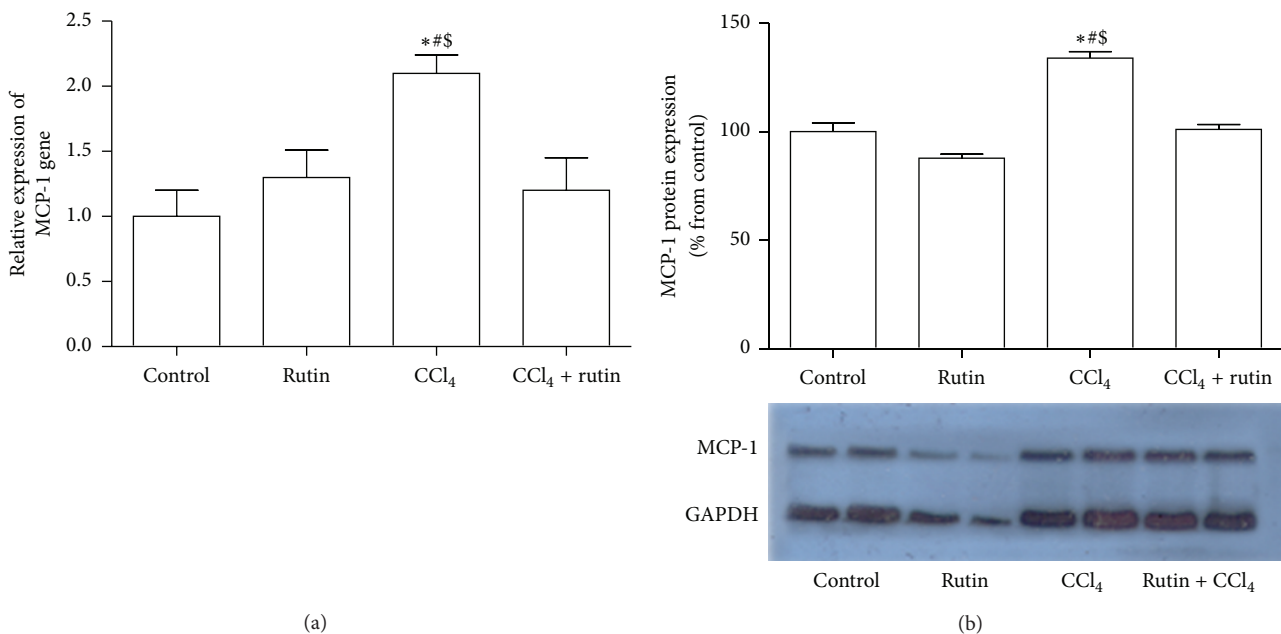 Relative expression of
MCP-1 gene
2.5
2.0
1.5
1.0
0.5
0.0
*#$
Control
Rutin
CCl₄
CCl₄ + rutin
(a)
MCP-1 protein expression
(% from control)
150
100
50
0
*#$
Control
Rutin
CCl₄
CCl₄ + rutin
MCP-1
GAPDH
Control
Rutin
CCl₄
Rutin + CCl₄
(b)